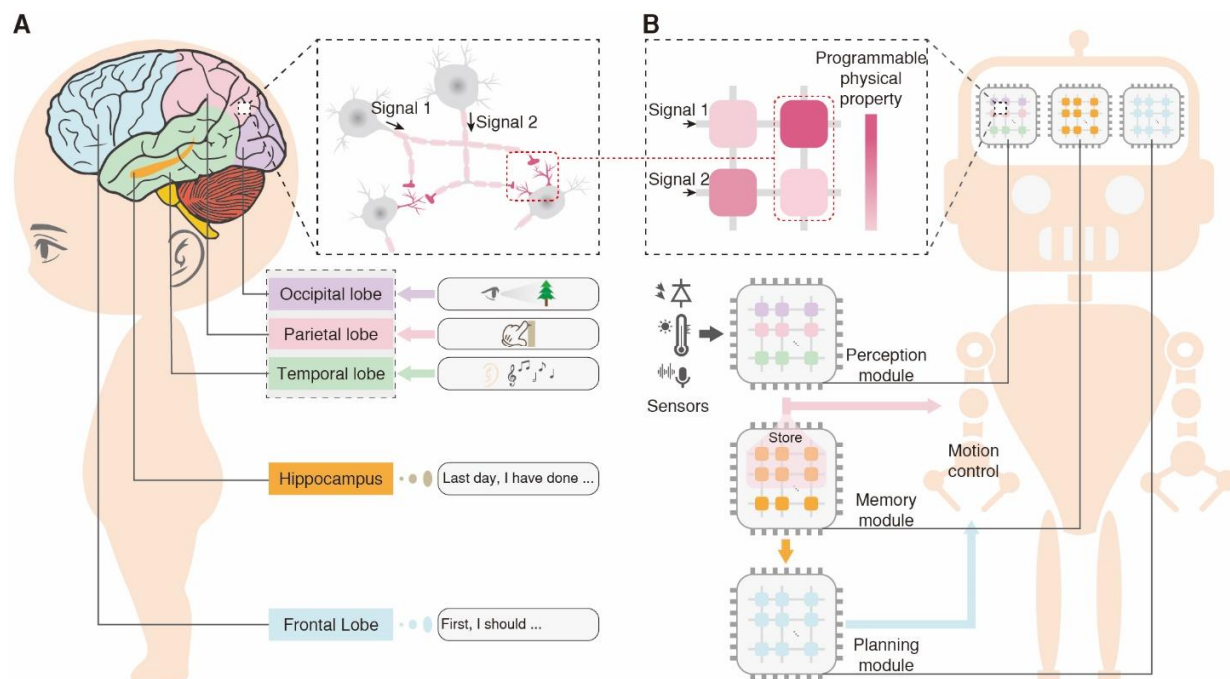 A
Signal 1
Signal 2
Occipital lobe
Parietal lobe
Temporal lobe
Hippocampus
Last day, I have done ...
Frontal Lobe
First, I should ...
B
Programmable
physical
property
Signal 1
Signal 2
Sensors
Perception
module
Store
Motion
control
Memory
module
Planning
module